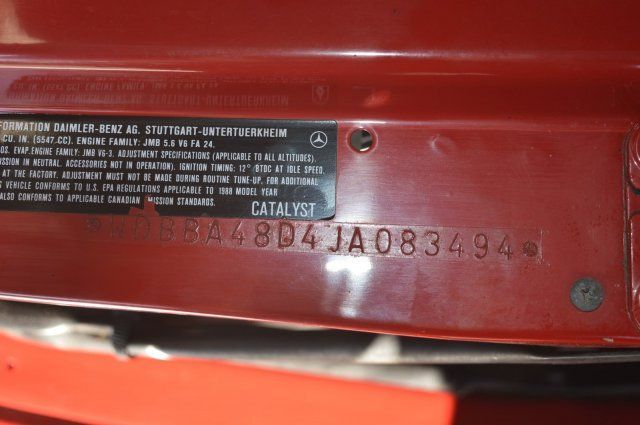 FORMATION DAIMLER-BENZ AG. STUTTGART-UNTERTUERKHEIM
CU. IN. (5547 CC). ENGINE FAMILY: JMB 5.6 V6 FA 24.
EVAP. ENGINE FAMILY: JMB V6-3. ADJUSTMENT SPECIFICATIONS (APPLICABLE TO ALL ALTITUDES).
MISSION IN NEUTRAL. ACCESSORIES NOT IN OPERATION). IGNITION TIMING: 12° BTDC AT IDLE SPEED.
AT THE FACTORY. ADJUSTMENT MUST NOT BE MADE DURING ROUTINE TUNE-UP. FOR ADDITIONAL
S VEHICLE CONFORMS TO U.S. EPA REGULATIONS APPLICABLE TO 1988 MODEL YEAR
ALSO CONFORMS TO APPLICABLE CANADIAN MISSION STANDARDS.
CATALYST
WDBBA48D4JA083494